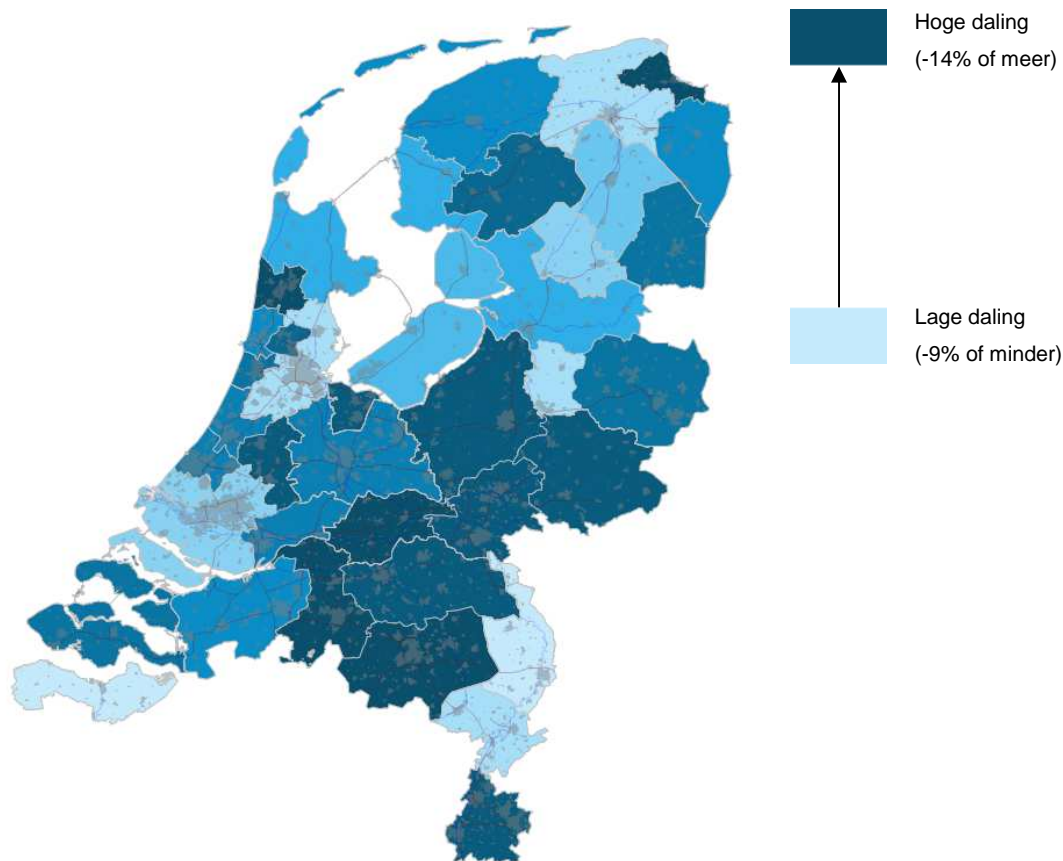 Hoge daling
(-14% of meer)
Lage daling
(-9% of minder)